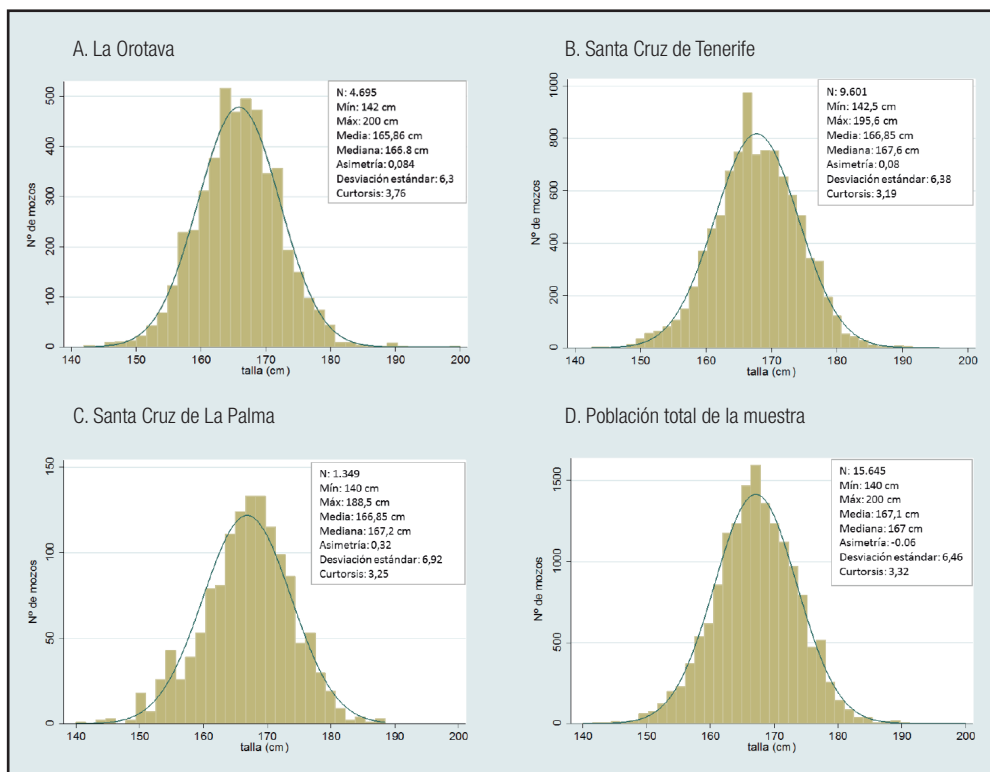 A. La Orotava
N: 4.695
Mín: 142 cm
Máx: 200 cm
Media: 165,86 cm
Mediana: 166.8 cm
Asimetría: 0,084
Desviación estándar: 6,3
Curtorsis: 3,76
Nº de mozos
500
400
300
200
100
0
140 150 160 170 180 190 200
talla (cm)
B. Santa Cruz de Tenerife
N: 9.601
Mín: 142,5 cm
Máx: 195,6 cm
Media: 166,85 cm
Mediana: 167,6 cm
Asimetría: 0,08
Desviación estándar: 6,38
Curtorsis: 3,19
Nº de mozos
1000
800
600
400
200
0
140 150 160 170 180 190 200
talla (cm)
C. Santa Cruz de La Palma
N: 1.349
Mín: 140 cm
Máx: 188,5 cm
Media: 166,85 cm
Mediana: 167,2 cm
Asimetría: 0,32
Desviación estándar: 6,92
Curtorsis: 3,25
Nº de mozos
150
100
50
0
140 150 160 170 180 190 200
talla (cm)
D. Población total de la muestra
N: 15.645
Mín: 140 cm
Máx: 200 cm
Media: 167,1 cm
Mediana: 167 cm
Asimetría: -0.06
Desviación estándar: 6,46
Curtorsis: 3,32
Nº de mozos
1500
1000
500
0
140 150 160 170 180 190 200
talla (cm)